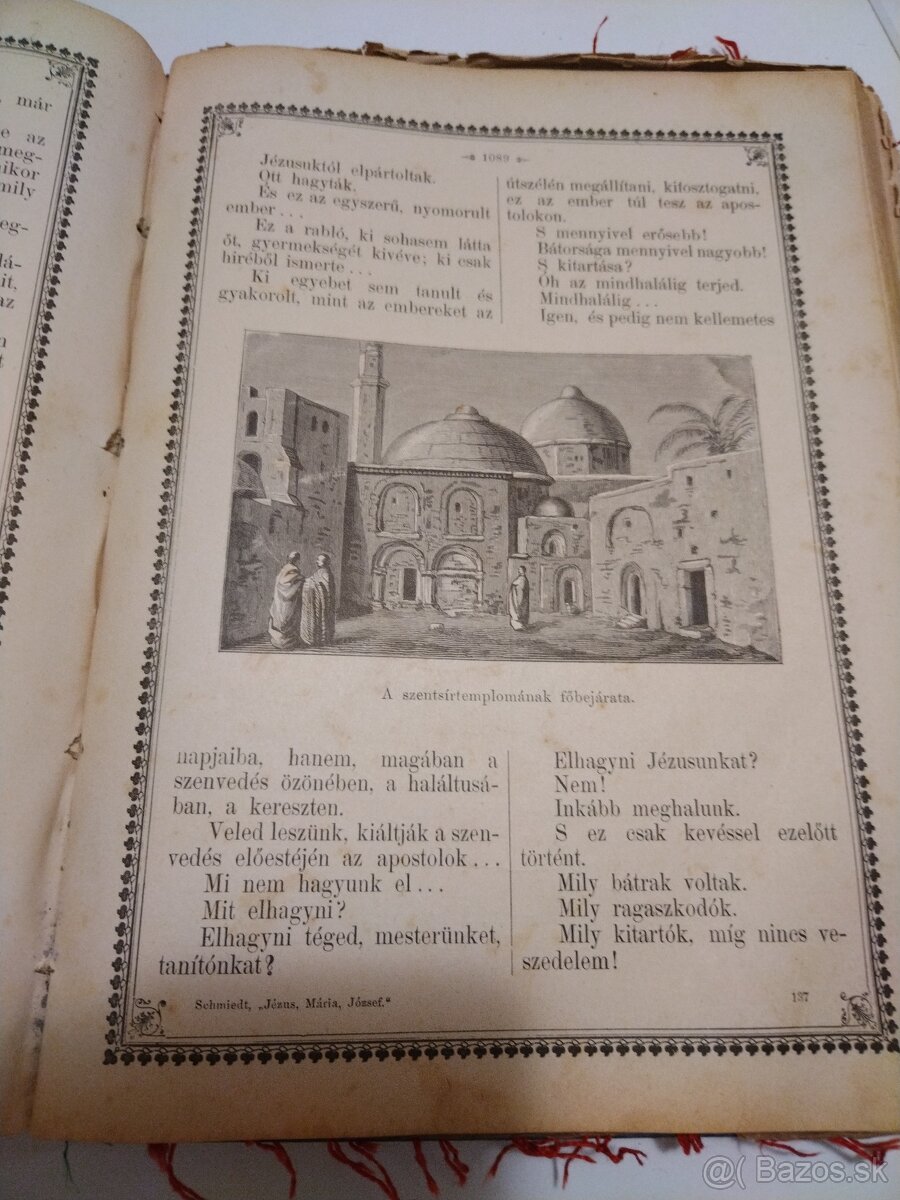 már
az
meg-
mily
1089
Jézusuktól elpártoltak.
Ott hagyták.
És ez az egyszerű, nyomorult
ember . . .
Ez a rabló, ki sohasem látta
őt, gyermekségét kivéve; ki csak
hiréből ismerte . . .
Ki egyebet sem tanult és
gyakorolt, mint az embereket az
útszélén megállítani, kifosztogatni,
ez az ember túl tesz az apos-
tolokon.
S mennyivel erősebb!
Bátorsága mennyivel nagyobb!
S kitartása?
Óh az mindhalálig terjed.
Mindhalálig . . .
Igen, és pedig nem kellemetes
A szentsírtemplomának főbejárata.
napjaiba, hanem, magában a
szenvedés özönében, a haláltusá-
ban, a kereszten.
Veled leszünk, kiáltják a szen-
vedés előestéjén az apostolok . . .
Mi nem hagyunk el . . .
Mit elhagyni?
Elhagyni téged, mesterünket,
tanítónkat?
Elhagyni Jézusunkat?
Nem!
Inkább meghalunk.
S ez csak kevéssel ezelőtt
történt.
Mily bátrak voltak.
Mily ragaszkodók.
Mily kitartók, míg nincs ve-
szedelem!
Schmiedt, „Jézus, Mária, József.“
137
@( Bazos.sk